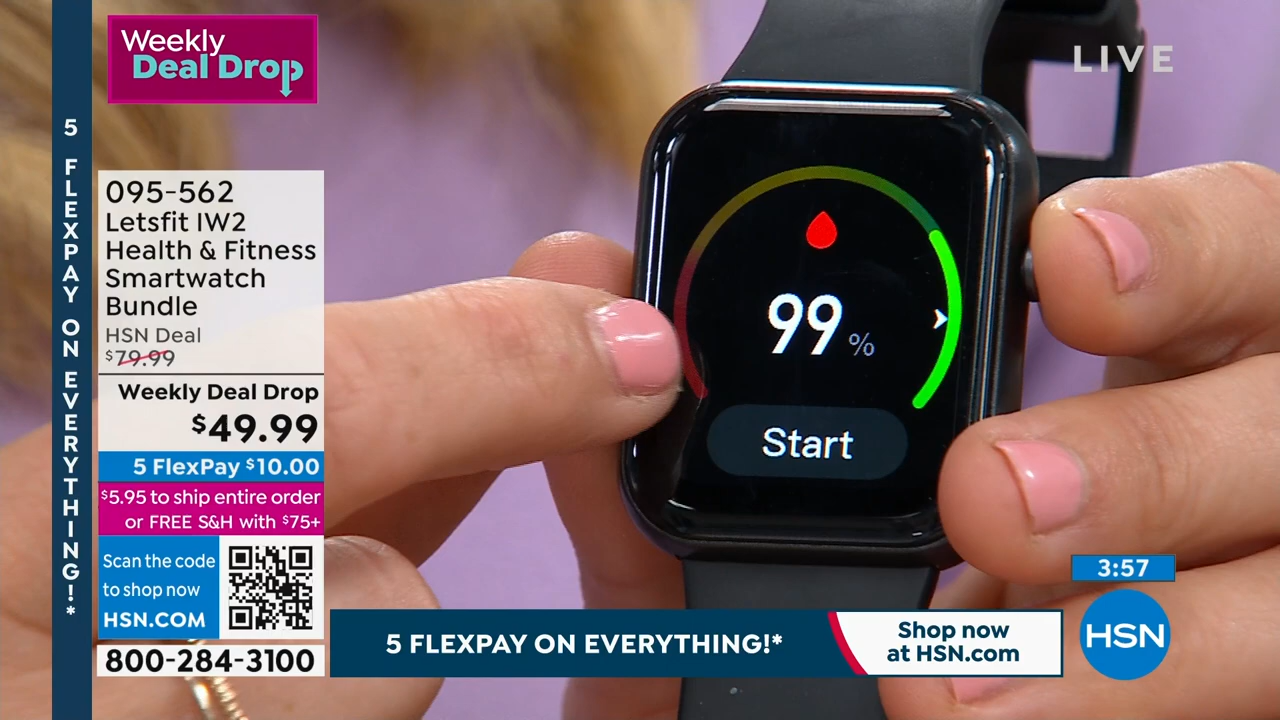 Weekly
Deal Drop
LIVE
5 FLEXPAY ON EVERYTHING!*
095-562
Letsfit IW2
Health & Fitness
Smartwatch
Bundle
HSN Deal
$79.99
Weekly Deal Drop
$49.99
5 FlexPay $10.00
$5.95 to ship entire order
or FREE S&H with $75+
Scan the code
to shop now
HSN.COM
800-284-3100
99 %
Start
5 FLEXPAY ON EVERYTHING!*
Shop now
at HSN.com
3:57
HSN